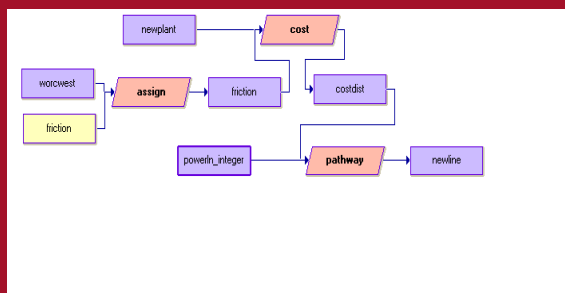 newplant
cost
worcwest
assign
friction
costdist
friction
powerln_integer
pathway
newline